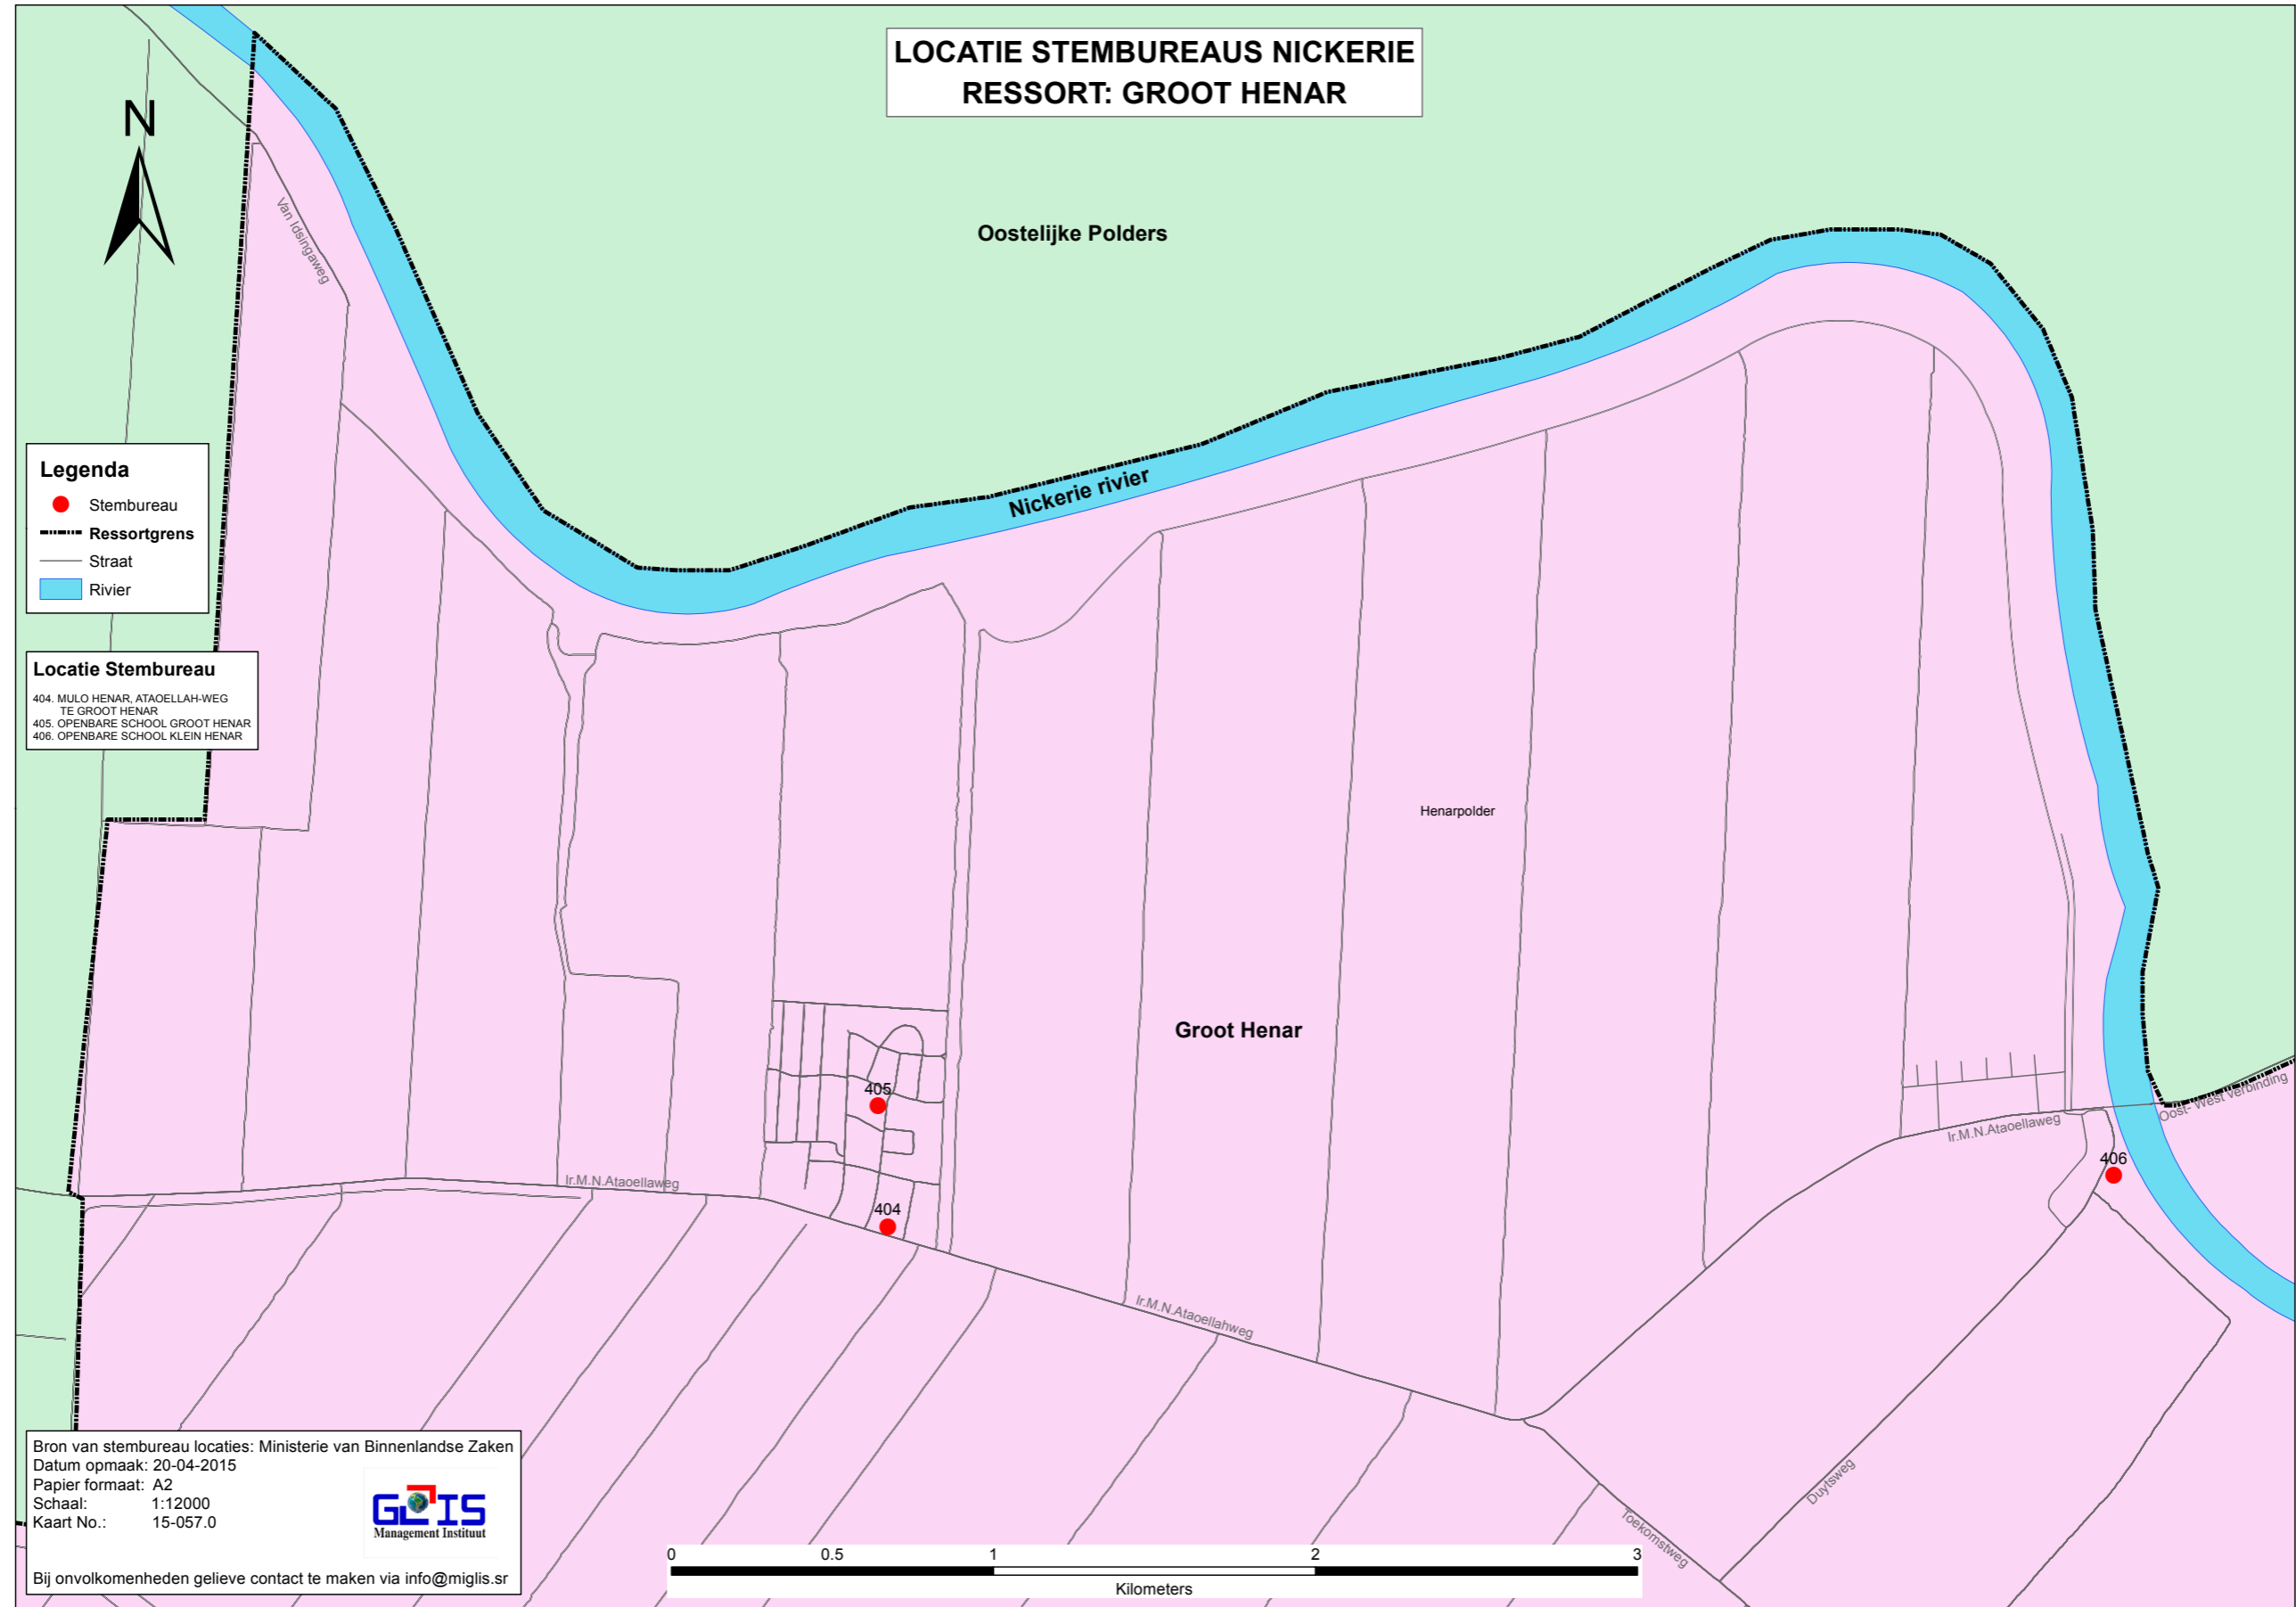 LOCATIE STEMBUREAUS NICKERIE
RESSORT: GROOT HENAR
N
Van Idsingaweg
Oostelijke Polders
Nickerie rivier
Legenda
Stembureau
Ressortgrens
Straat
Rivier
Locatie Stembureau
404. MULO HENAR, ATAOELLAH-WEG
TE GROOT HENAR
405. OPENBARE SCHOOL GROOT HENAR
406. OPENBARE SCHOOL KLEIN HENAR
Henarpolder
Groot Henar
405
Oost- West Verbinding
Ir.M.N.Ataoellaweg
406
Ir.M.N.Ataoellaweg
404
Ir.M.N.Ataoellahweg
Duytsweg
Toekomstweg
Bron van stembureau locaties: Ministerie van Binnenlandse Zaken
Datum opmaak: 20-04-2015
Papier formaat: A2
Schaal: 1:12000
Kaart No.: 15-057.0
GLIS
Management Instituut
Bij onvolkomenheden gelieve contact te maken via info@miglis.sr
0 0.5 1 2 3
Kilometers